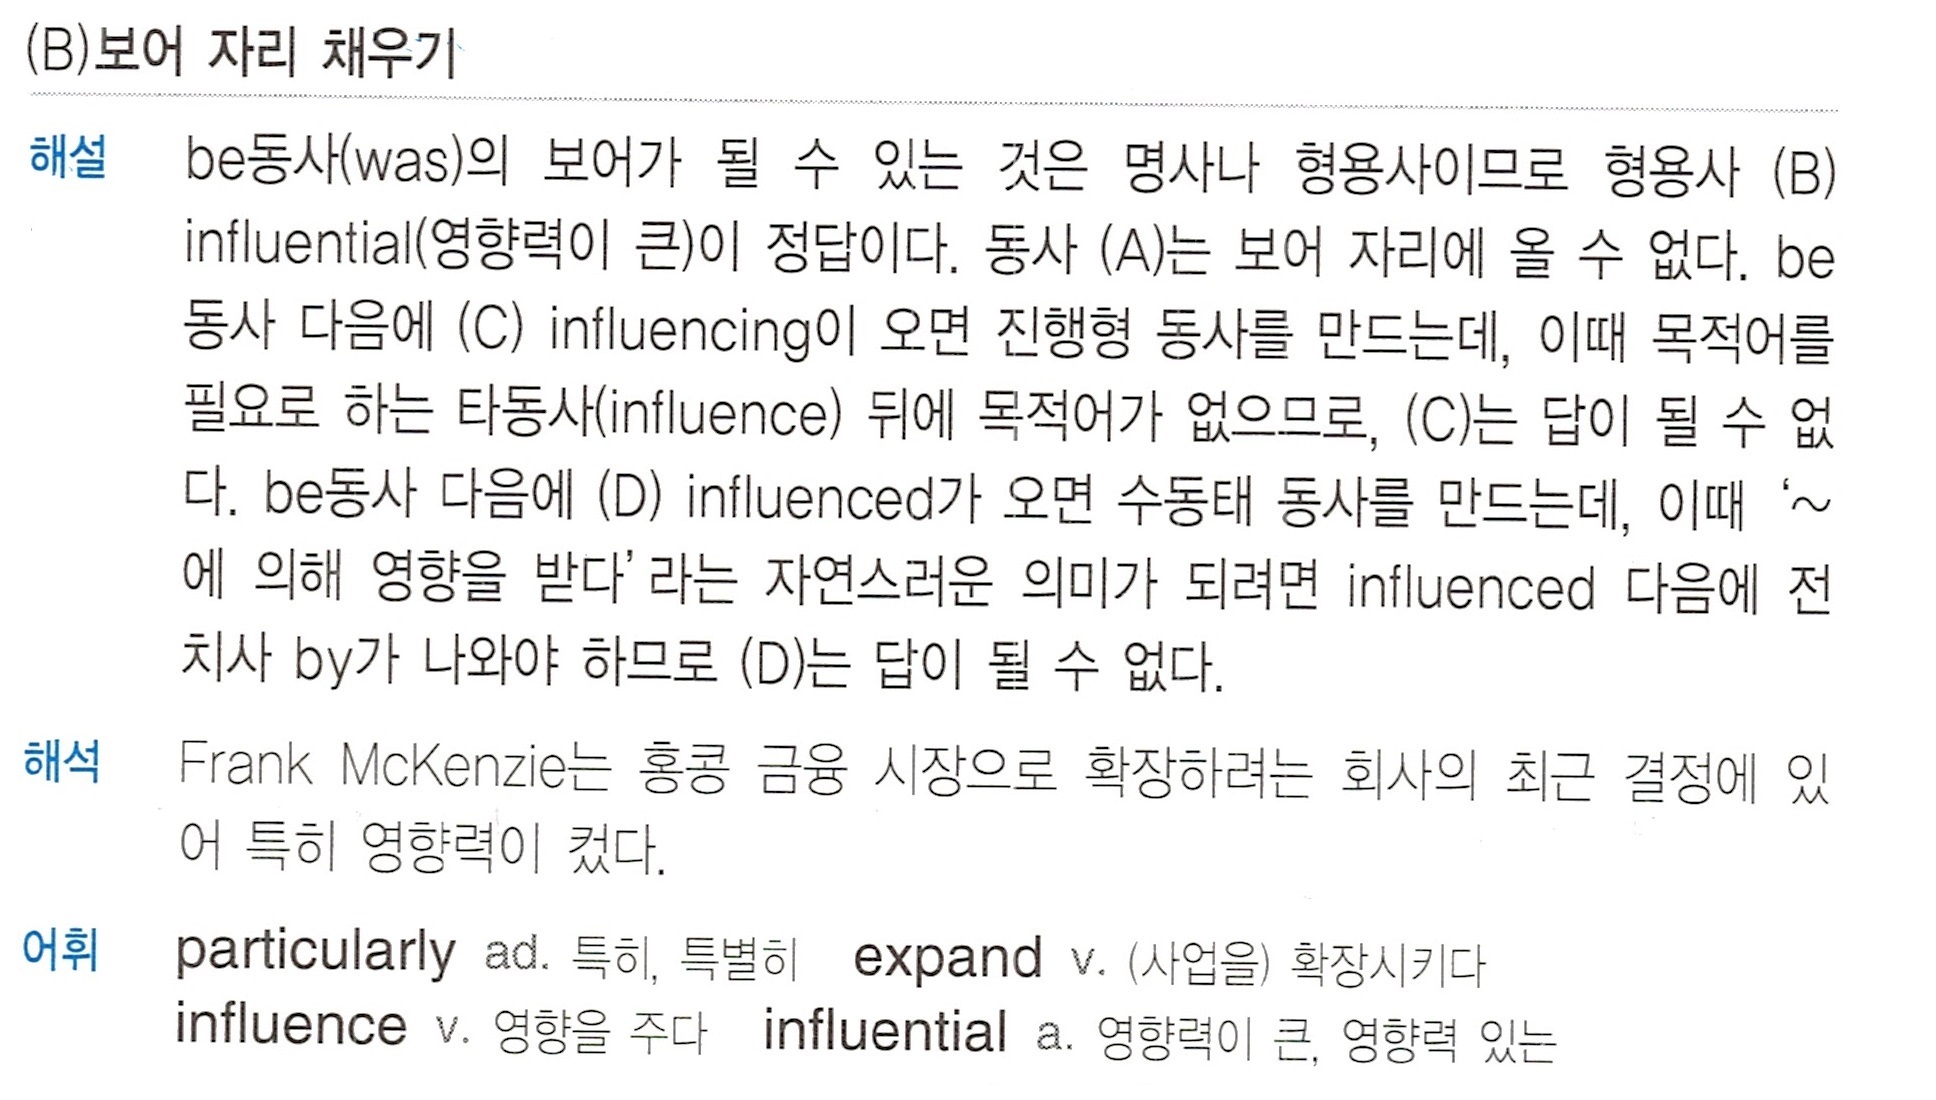 (B)보어 자리 채우기
해설 be동사(was)의 보어가 될 수 있는 것은 명사나 형용사이므로 형용사 (B)
influential(영향력이 큰)이 정답이다. 동사 (A)는 보어 자리에 올 수 없다. be
동사 다음에 (C) influencing이 오면 진행형 동사를 만드는데, 이때 목적어를
필요로 하는 타동사(influence) 뒤에 목적어가 없으므로, (C)는 답이 될 수 없
다. be동사 다음에 (D) influenced가 오면 수동태 동사를 만드는데, 이때 ‘~
에 의해 영향을 받다’라는 자연스러운 의미가 되려면 influenced 다음에 전
치사 by가 나와야 하므로 (D)는 답이 될 수 없다.
해석 Frank McKenzie는 홍콩 금융 시장으로 확장하려는 회사의 최근 결정에 있
어 특히 영향력이 컸다.
어휘 particularly ad. 특히, 특별히 expand v. (사업을) 확장시키다
influence v. 영향을 주다 influential a. 영향력이 큰, 영향력 있는